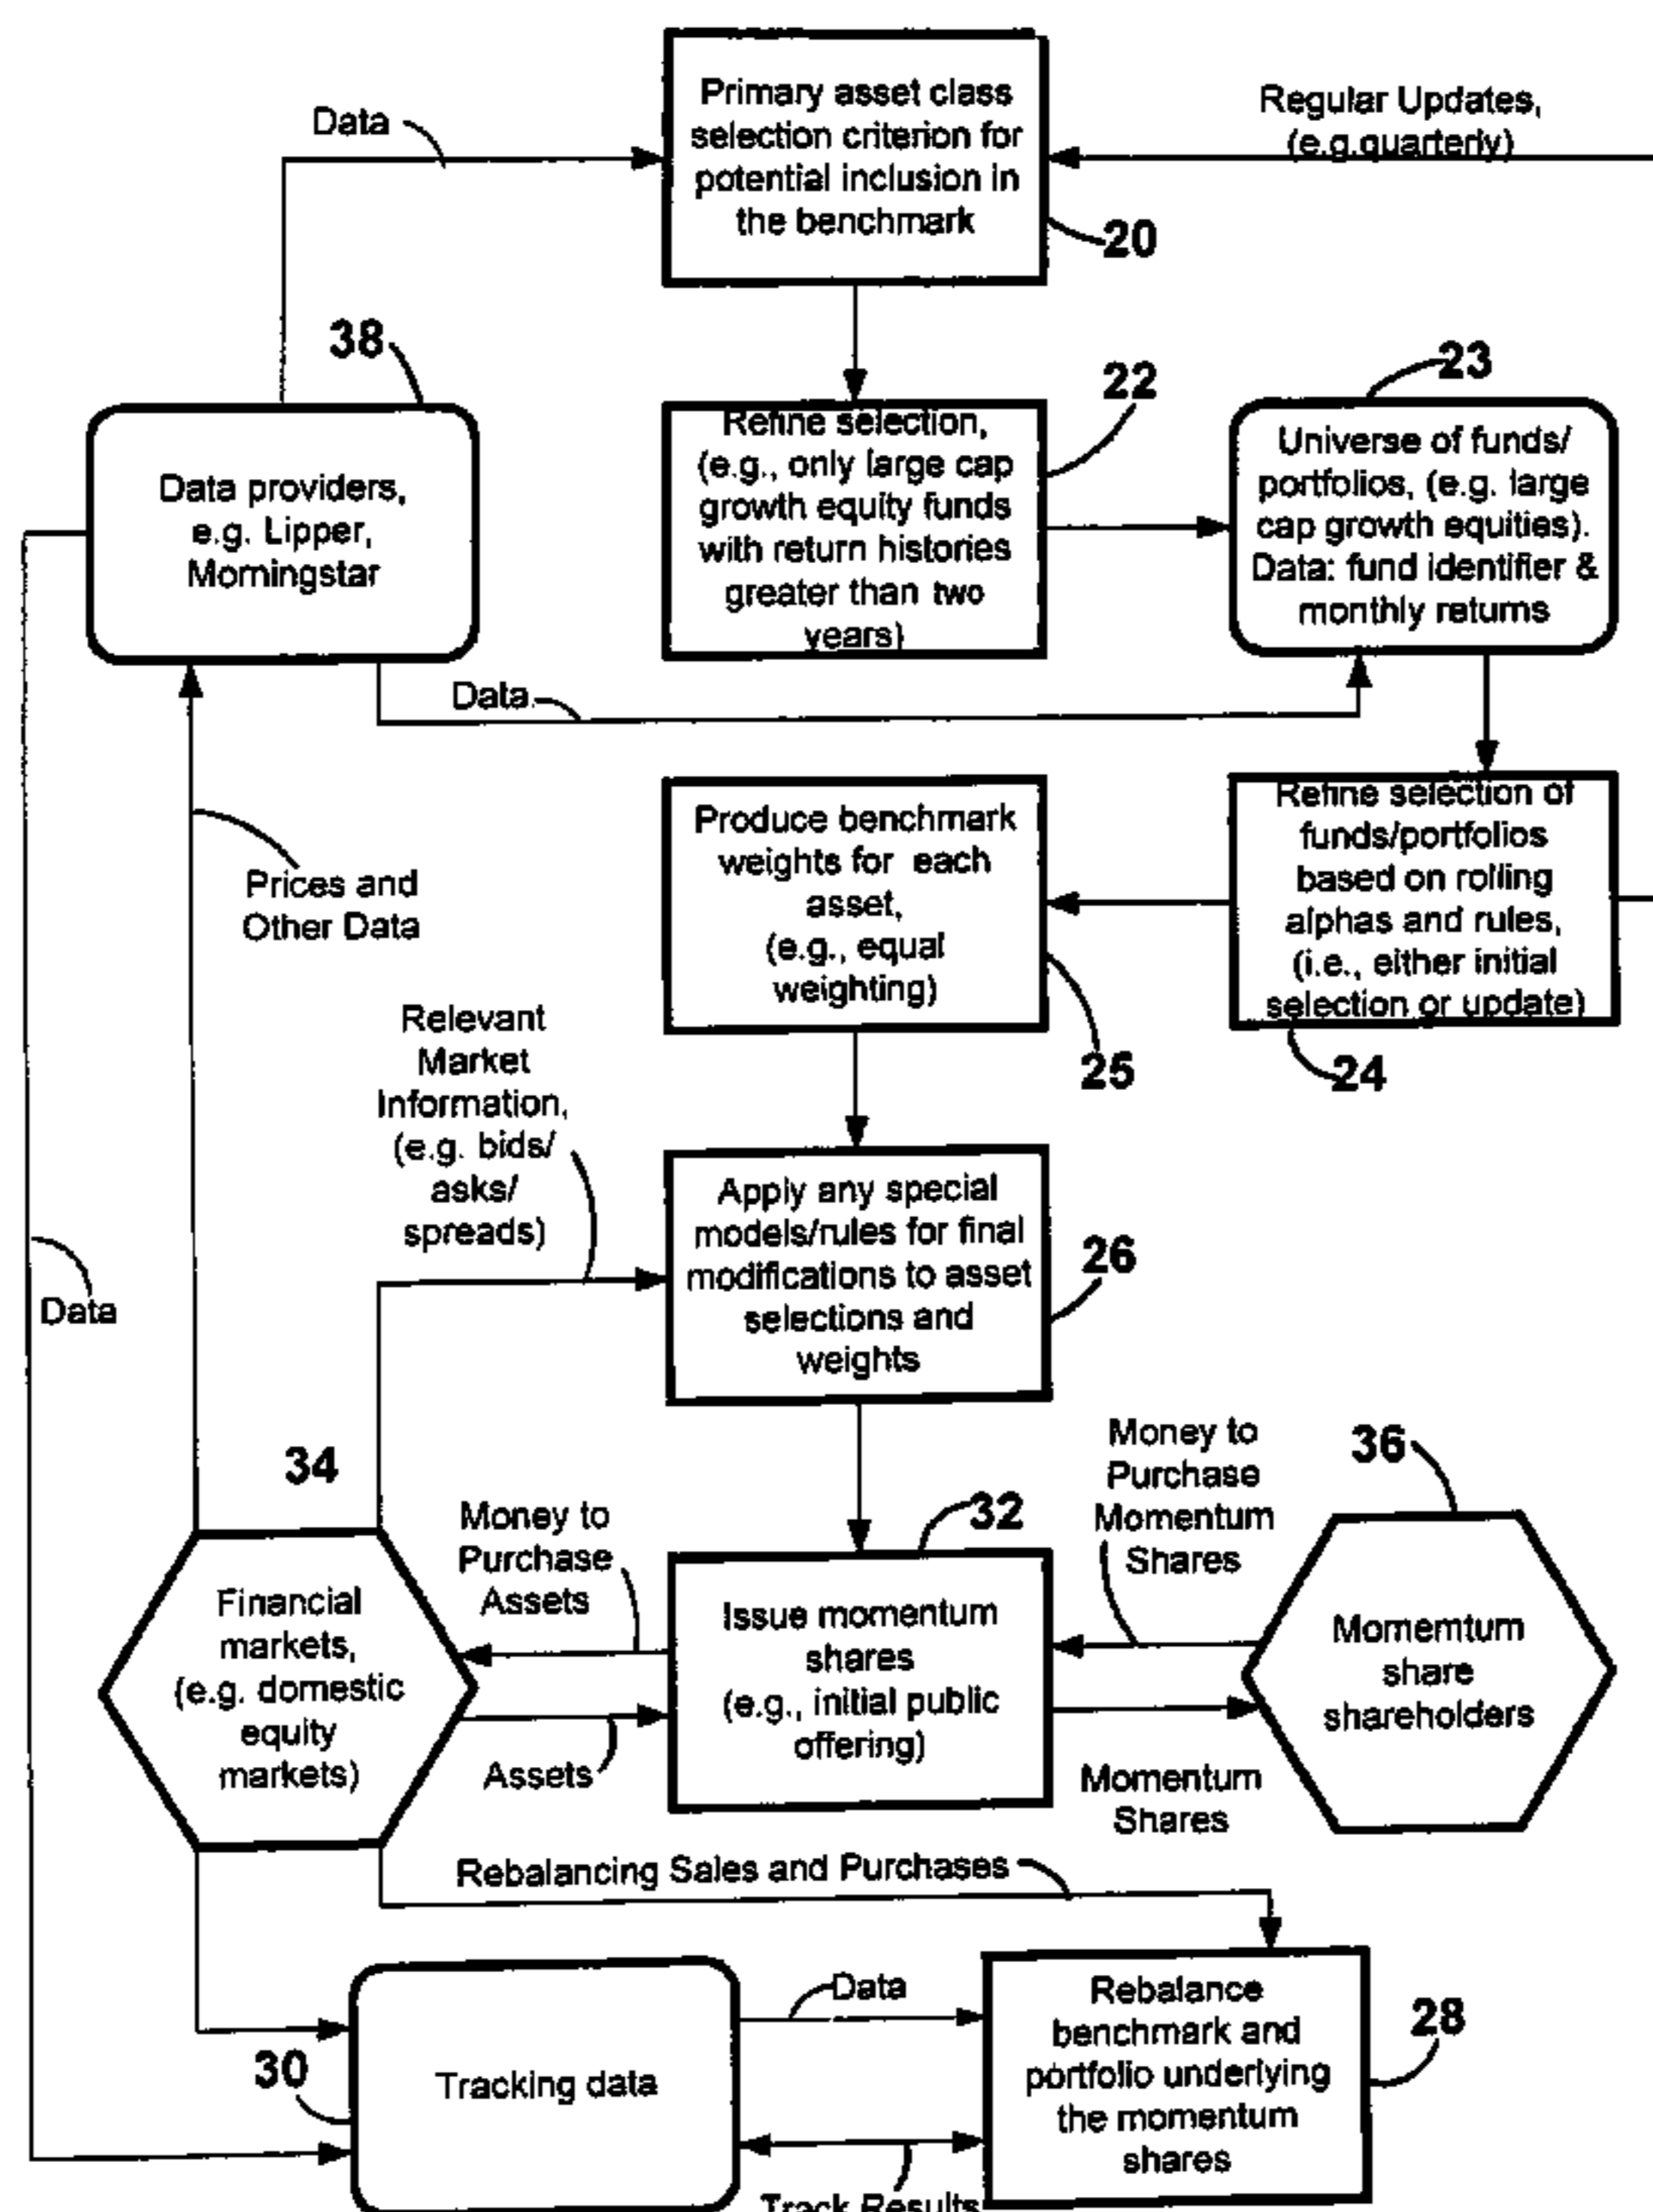 Primary asset class
selection criterion for
potential inclusion in
the benchmark
20
Data
Regular Updates,
(e.g.quarterly)
38
Data providers,
e.g. Lipper,
Morningstar
22
Refine selection,
(e.g., only large cap
growth equity funds
with return histories
greater than two
years)
23
Universe of funds/
portfolios, (e.g. large
cap growth equities).
Data: fund identifier &
monthly returns
Data
Prices and
Other Data
Produce benchmark
weights for each
asset,
(e.g., equal
weighting)
25
Refine selection of
funds/portfolios
based on rolling
alphas and rules,
(i.e., either initial
selection or update)
24
Relevant
Market
Information,
(e.g. bids/
asks/
spreads)
Data
Apply any special
models/rules for final
modifications to asset
selections and
weights
26
34
Financial
markets,
(e.g. domestic
equity
markets)
Money to
Purchase
Assets
Assets
32
Issue momentum
shares
(e.g., initial public
offering)
Money to
Purchase
Momentum
Shares
36
Momemtum
share
shareholders
Momentum
Shares
Rebalancing Sales and Purchases
30
Tracking data
Data
Rebalance
benchmark and
portfolio underlying
the momentum
shares
28
Track Results